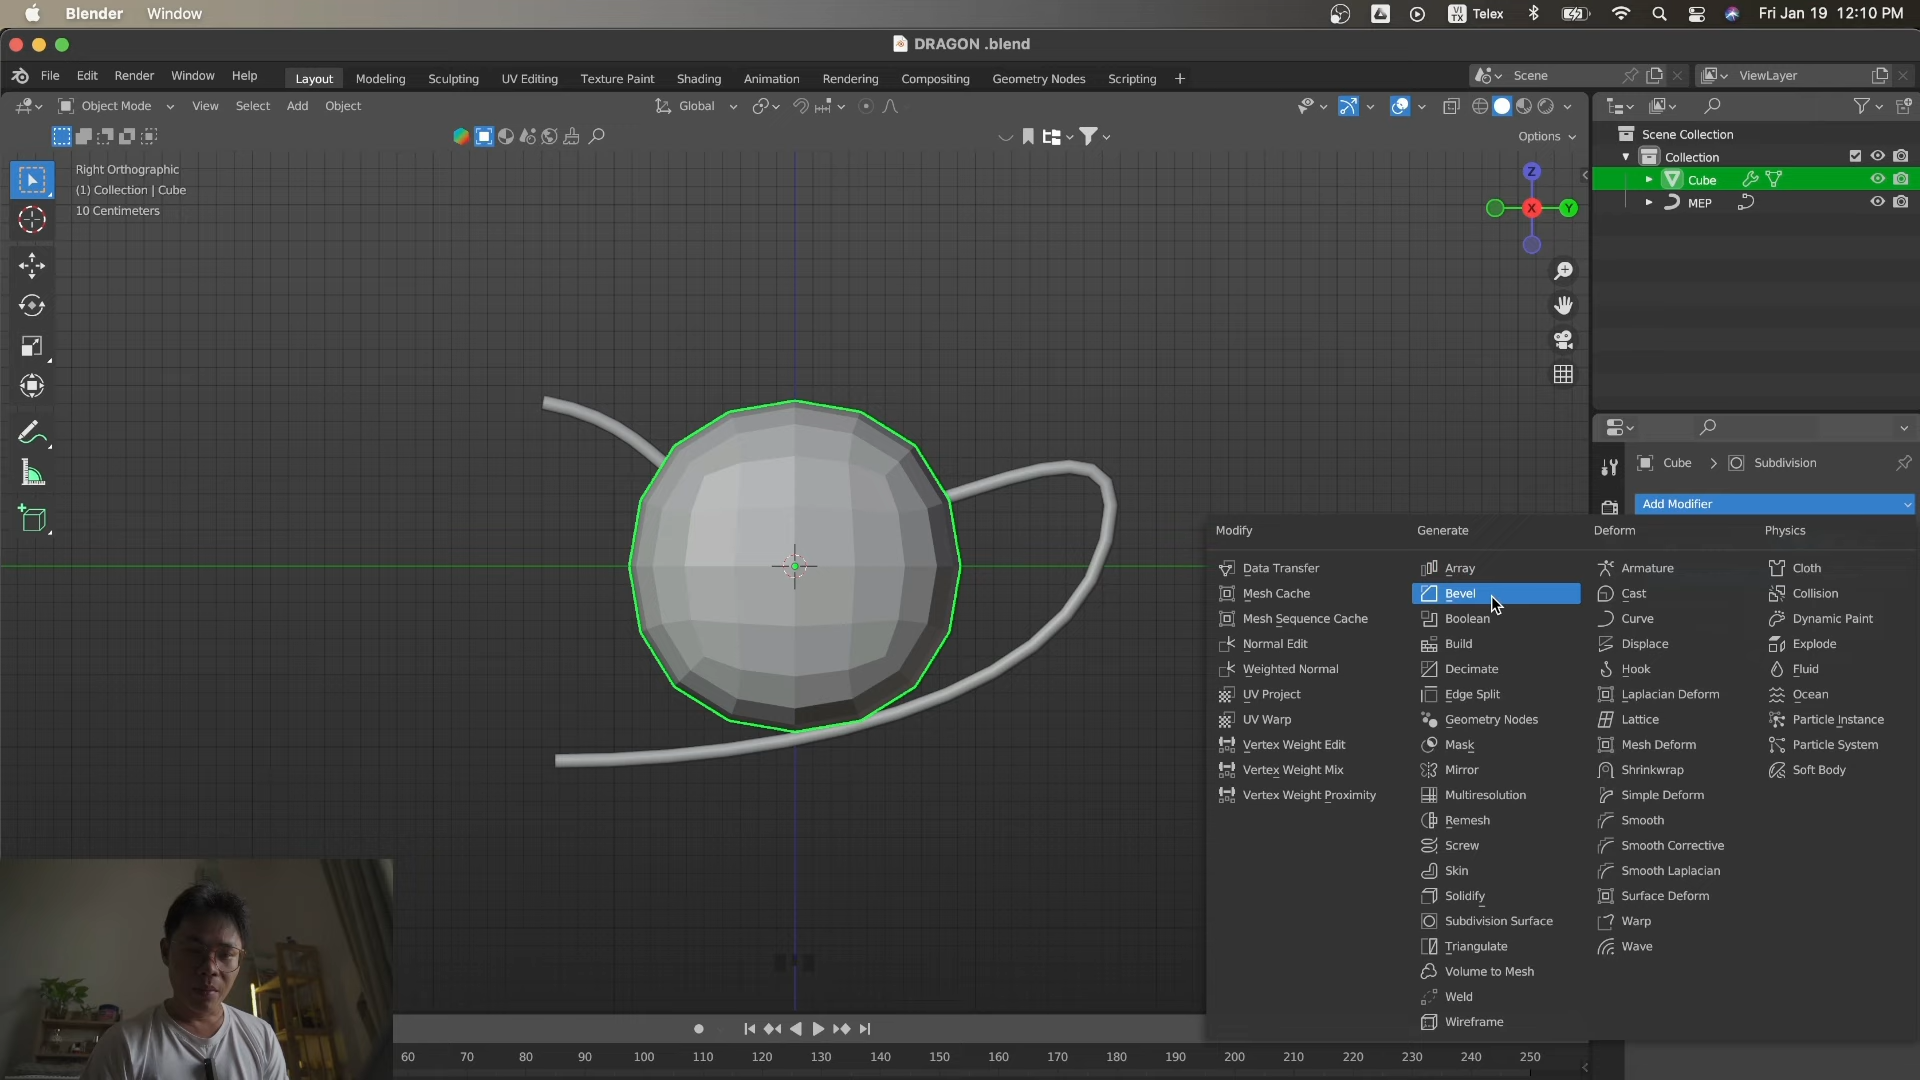 Blender Window
VI TX Telex Fri Jan 19 12:10 PM
DRAGON .blend
File Edit Render Window Help Layout Modeling Sculpting UV Editing Texture Paint Shading Animation Rendering Compositing Geometry Nodes Scripting + Scene ViewLayer
Object Mode View Select Add Object Global
Options
Right Orthographic
(1) Collection | Cube
10 Centimeters
Z
X
Y
Scene Collection
Collection
Cube
MEP
Cube > Subdivision
Add Modifier
Modify
Data Transfer
Mesh Cache
Mesh Sequence Cache
Normal Edit
Weighted Normal
UV Project
UV Warp
Vertex Weight Edit
Vertex Weight Mix
Vertex Weight Proximity
Generate
Array
Bevel
Boolean
Build
Decimate
Edge Split
Geometry Nodes
Mask
Mirror
Multiresolution
Remesh
Screw
Skin
Solidify
Subdivision Surface
Triangulate
Volume to Mesh
Weld
Wireframe
Deform
Armature
Cast
Curve
Displace
Hook
Laplacian Deform
Lattice
Mesh Deform
Shrinkwrap
Simple Deform
Smooth
Smooth Corrective
Smooth Laplacian
Surface Deform
Warp
Wave
Physics
Cloth
Collision
Dynamic Paint
Explode
Fluid
Ocean
Particle Instance
Particle System
Soft Body
60 70 80 90 100 110 120 130 140 150 160 170 180 190 200 210 220 230 240 250